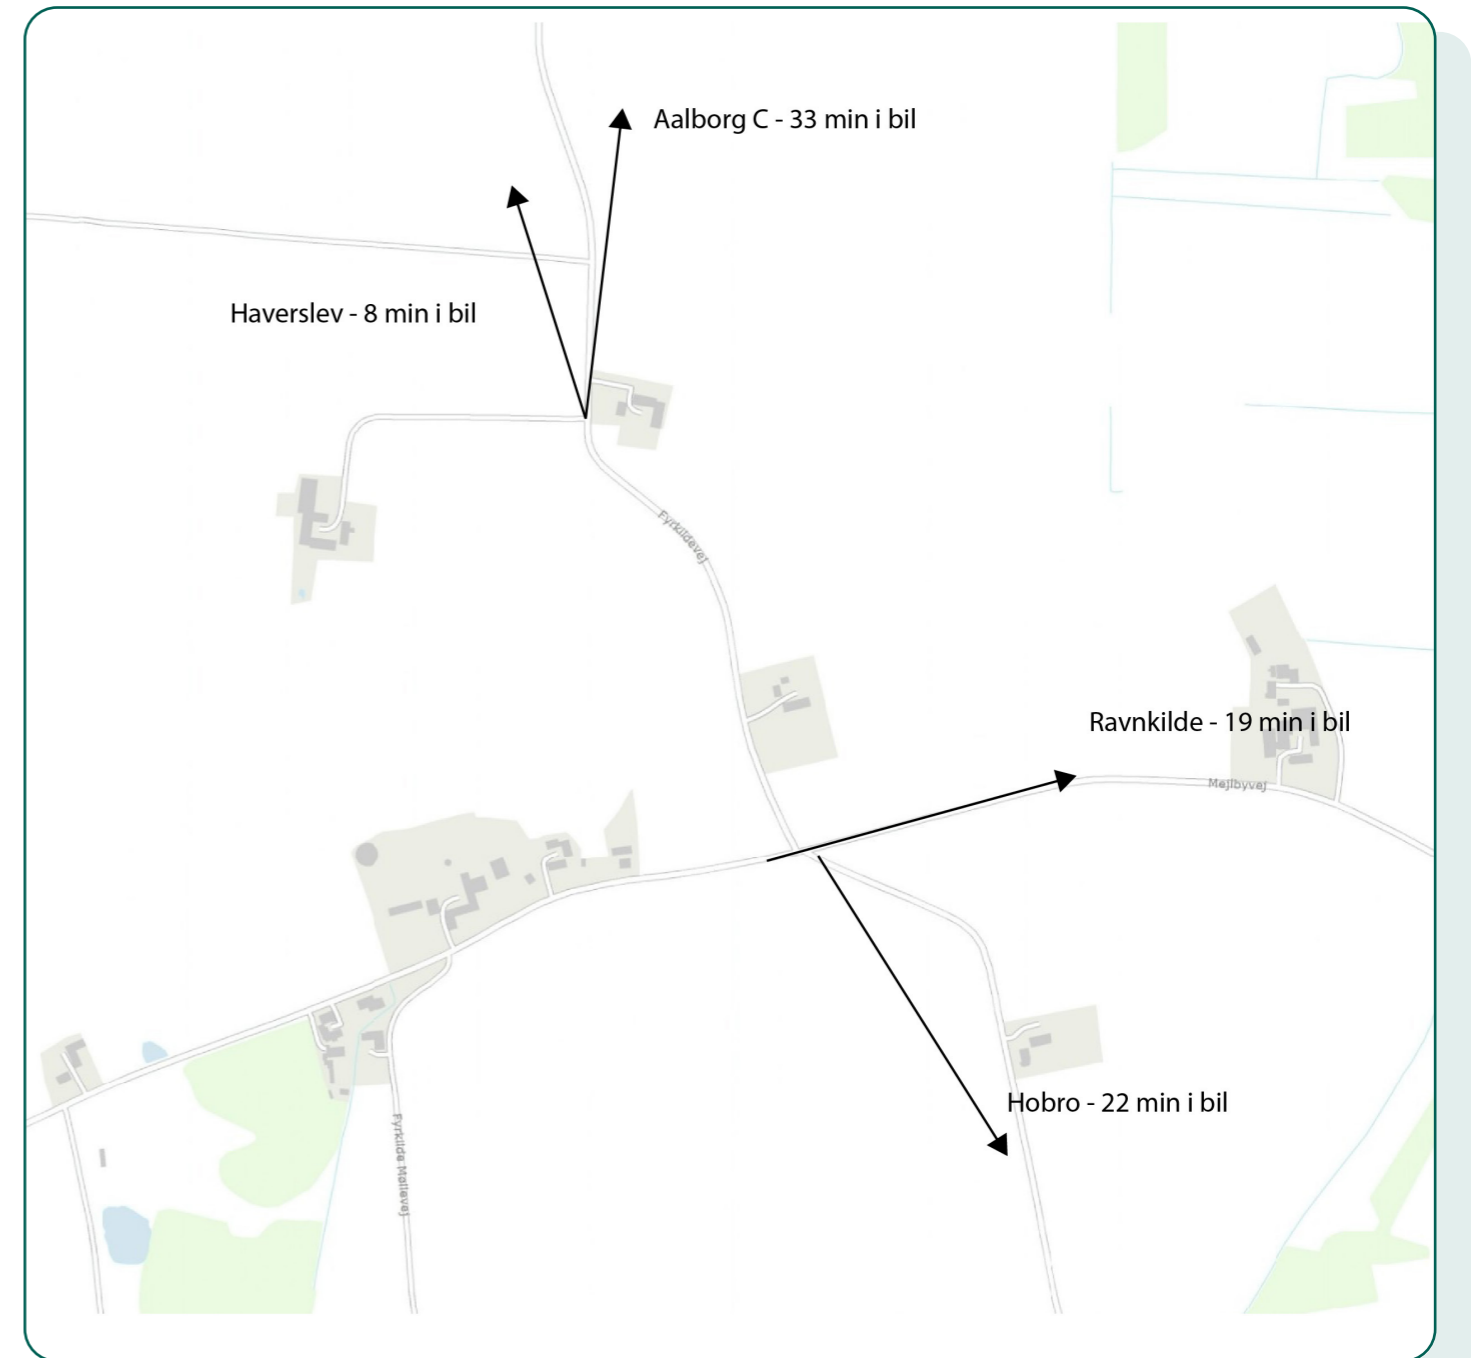 Aalborg C - 33 min i bil
Haverslev - 8 min i bil
Fyrkildevej
Ravnkilde - 19 min i bil
Mejlbyvej
Hobro - 22 min i bil
Fyrkilde Møllevej